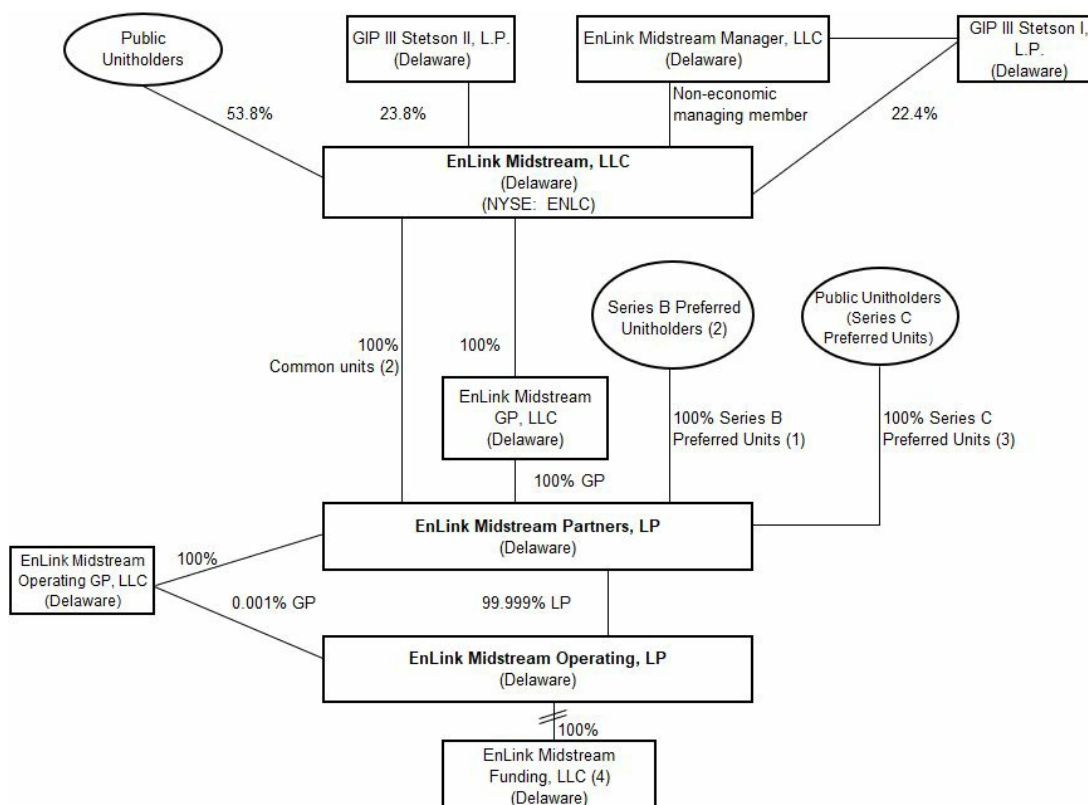 Public
Unitholders
GIP III Stetson II, L.P.
(Delaware)
EnLink Midstream Manager, LLC
(Delaware)
GIP III Stetson I,
L.P.
(Delaware)
53.8%
23.8%
Non-economic
managing member
22.4%
EnLink Midstream, LLC
(Delaware)
(NYSE: ENLC)
Series B Preferred
Unitholders (2)
Public Unitholders
(Series C
Preferred Units)
100%
Common units (2)
100%
EnLink Midstream
GP, LLC
(Delaware)
100% Series B
Preferred Units (1)
100% Series C
Preferred Units (3)
100% GP
EnLink Midstream Partners, LP
(Delaware)
EnLink Midstream
Operating GP, LLC
(Delaware)
100%
0.001% GP
99.999% LP
EnLink Midstream Operating, LP
(Delaware)
100%
EnLink Midstream
Funding, LLC (4)
(Delaware)